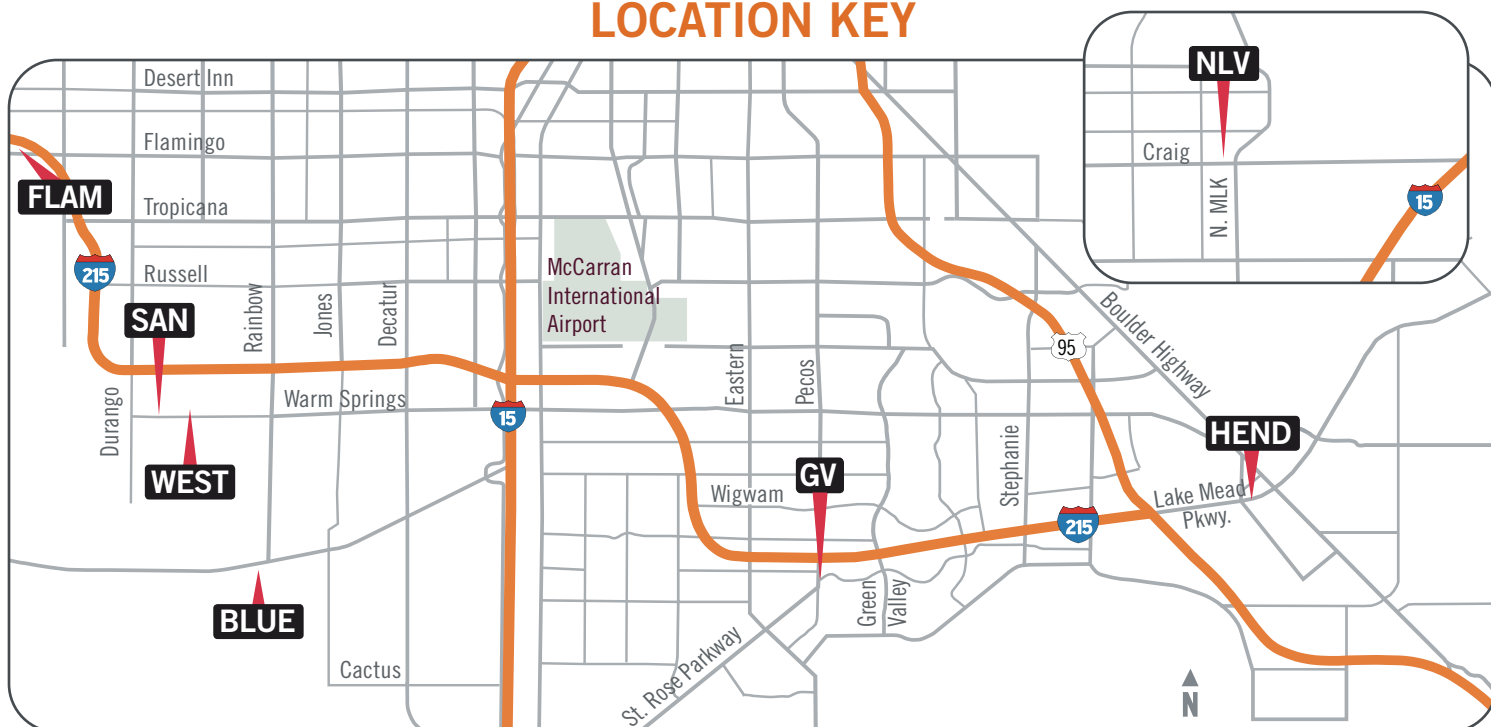 LOCATION KEY
NLV
Craig
N. MLK
15
Desert Inn
Flamingo
FLAM
Tropicana
215
Russell
McCarran
International
Airport
SAN
Rainbow
Jones
Decatur
Boulder Highway
95
Durango
Warm Springs
15
Eastern
Pecos
WEST
GV
Stephanie
HEND
Wigwam
Lake Mead
Pkwy.
215
BLUE
Green
Valley
Cactus
St. Rose Parkway
N